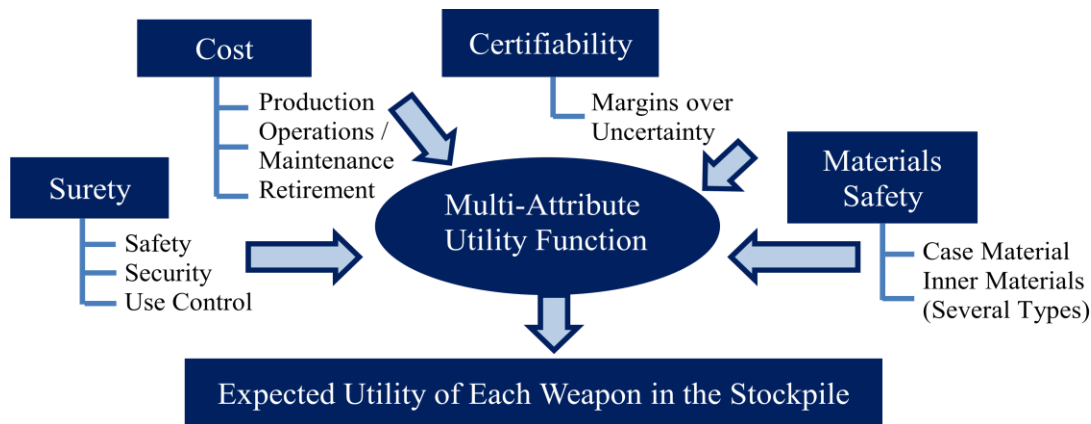 Cost
Production
Operations /
Maintenance
Retirement
Certifiability
Margins over
Uncertainty
Surety
Safety
Security
Use Control
Multi-Attribute
Utility Function
Materials
Safety
Case Material
Inner Materials
(Several Types)
Expected Utility of Each Weapon in the Stockpile